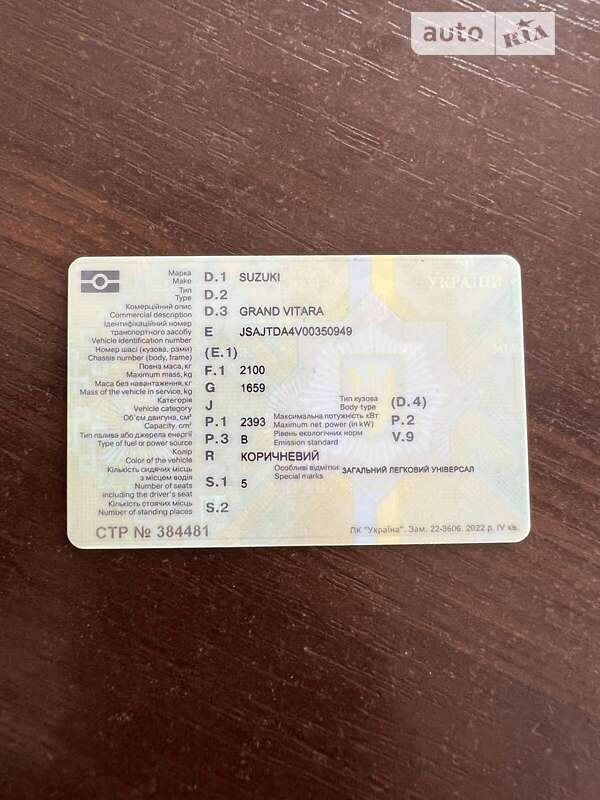 auto RIA
УКРАЇНИ
Марка
Make D.1 SUZUKI
Тип
Type D.2
Комерційний опис
Commercial description D.3 GRAND VITARA
Ідентифікаційний номер
транспортного засобу E JSAJTDA4V00350949
Vehicle identification number
Номер шасі (кузова, рами)
Chassis number (body, frame) (E.1)
Повна маса, кг
Maximum mass, kg F.1 2100
Маса без навантаження, кг
Mass of the vehicle in service, kg G 1659
Категорія
Vehicle category J
Тип кузова
Body type (D.4)
Об'єм двигуна, см³
Capacity, cm³ P.1 2393
Максимальна потужність кВт
Maximum net power (in kW) P.2
Тип палива або джерела енергії
Type of fuel or power source P.3 B
Рівень екологічних норм
Emission standard V.9
Колір
Color of the vehicle R КОРИЧНЕВИЙ
Кількість сидячих місць
з місцем водія
Number of seats S.1 5
including the driver's seat
Особливі відмітки:
Special marks ЗАГАЛЬНИЙ ЛЕГКОВИЙ УНІВЕРСАЛ
Кількість стоячих місць
Number of standing places S.2
СТР № 384481
ПК "Україна". Зам. 22-3606. 2022 р. IV кв.